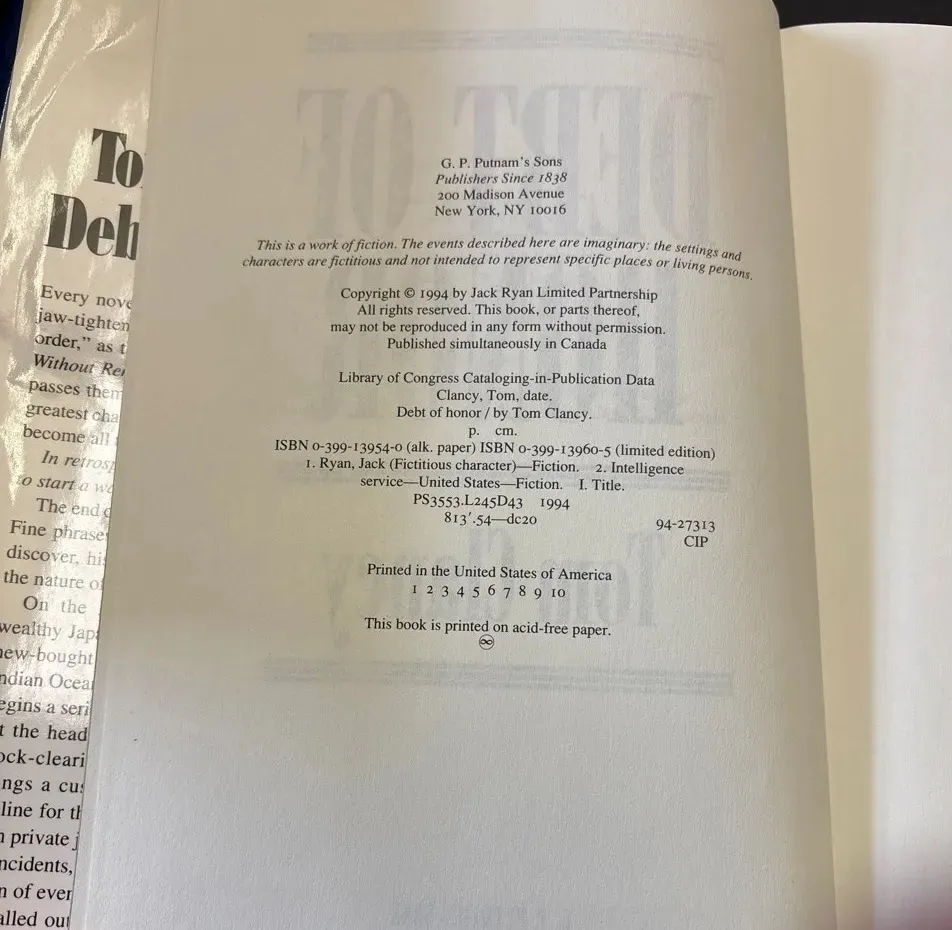 To
Deb
Every nove
jaw-tighten
order," as t
Without Re
passes them
greatest cha
become all
In retrosp
to start a wa
The end o
Fine phrase
discover, his
the nature of
On the
wealthy Japa
new-bought
ndian Ocea
egins a seri
t the head
ock-cleari
ngs a cus
line for th
n private j
ncidents,
n of ever
alled out
G. P. Putnam's Sons
Publishers Since 1838
200 Madison Avenue
New York, NY 10016
This is a work of fiction. The events described here are imaginary: the settings and
characters are fictitious and not intended to represent specific places or living persons.
Copyright © 1994 by Jack Ryan Limited Partnership
All rights reserved. This book, or parts thereof,
may not be reproduced in any form without permission.
Published simultaneously in Canada
Library of Congress Cataloging-in-Publication Data
Clancy, Tom, date.
Debt of honor / by Tom Clancy.
p. cm.
ISBN 0-399-13954-0 (alk. paper) ISBN 0-399-13960-5 (limited edition)
1. Ryan, Jack (Fictitious character)—Fiction. 2. Intelligence
service—United States—Fiction. I. Title.
PS3553.L245D43 1994
813'.54—dc20
94-27313
CIP
Printed in the United States of America
1 2 3 4 5 6 7 8 9 10
This book is printed on acid-free paper.
♾